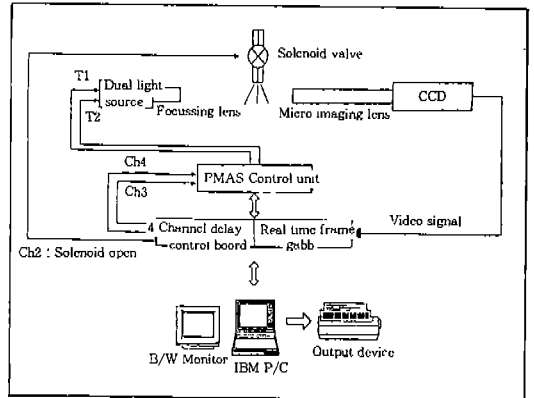 Solenoid valve
T1
Dual light
source
Focussing lens
T2
CCD
Micro imaging lens
Ch4
PMAS Control unit
Ch3
4 Channel delay
control board
Real time frame
gabb
Video signal
Ch2 : Solenoid open
B/W Monitor
IBM P/C
Output device